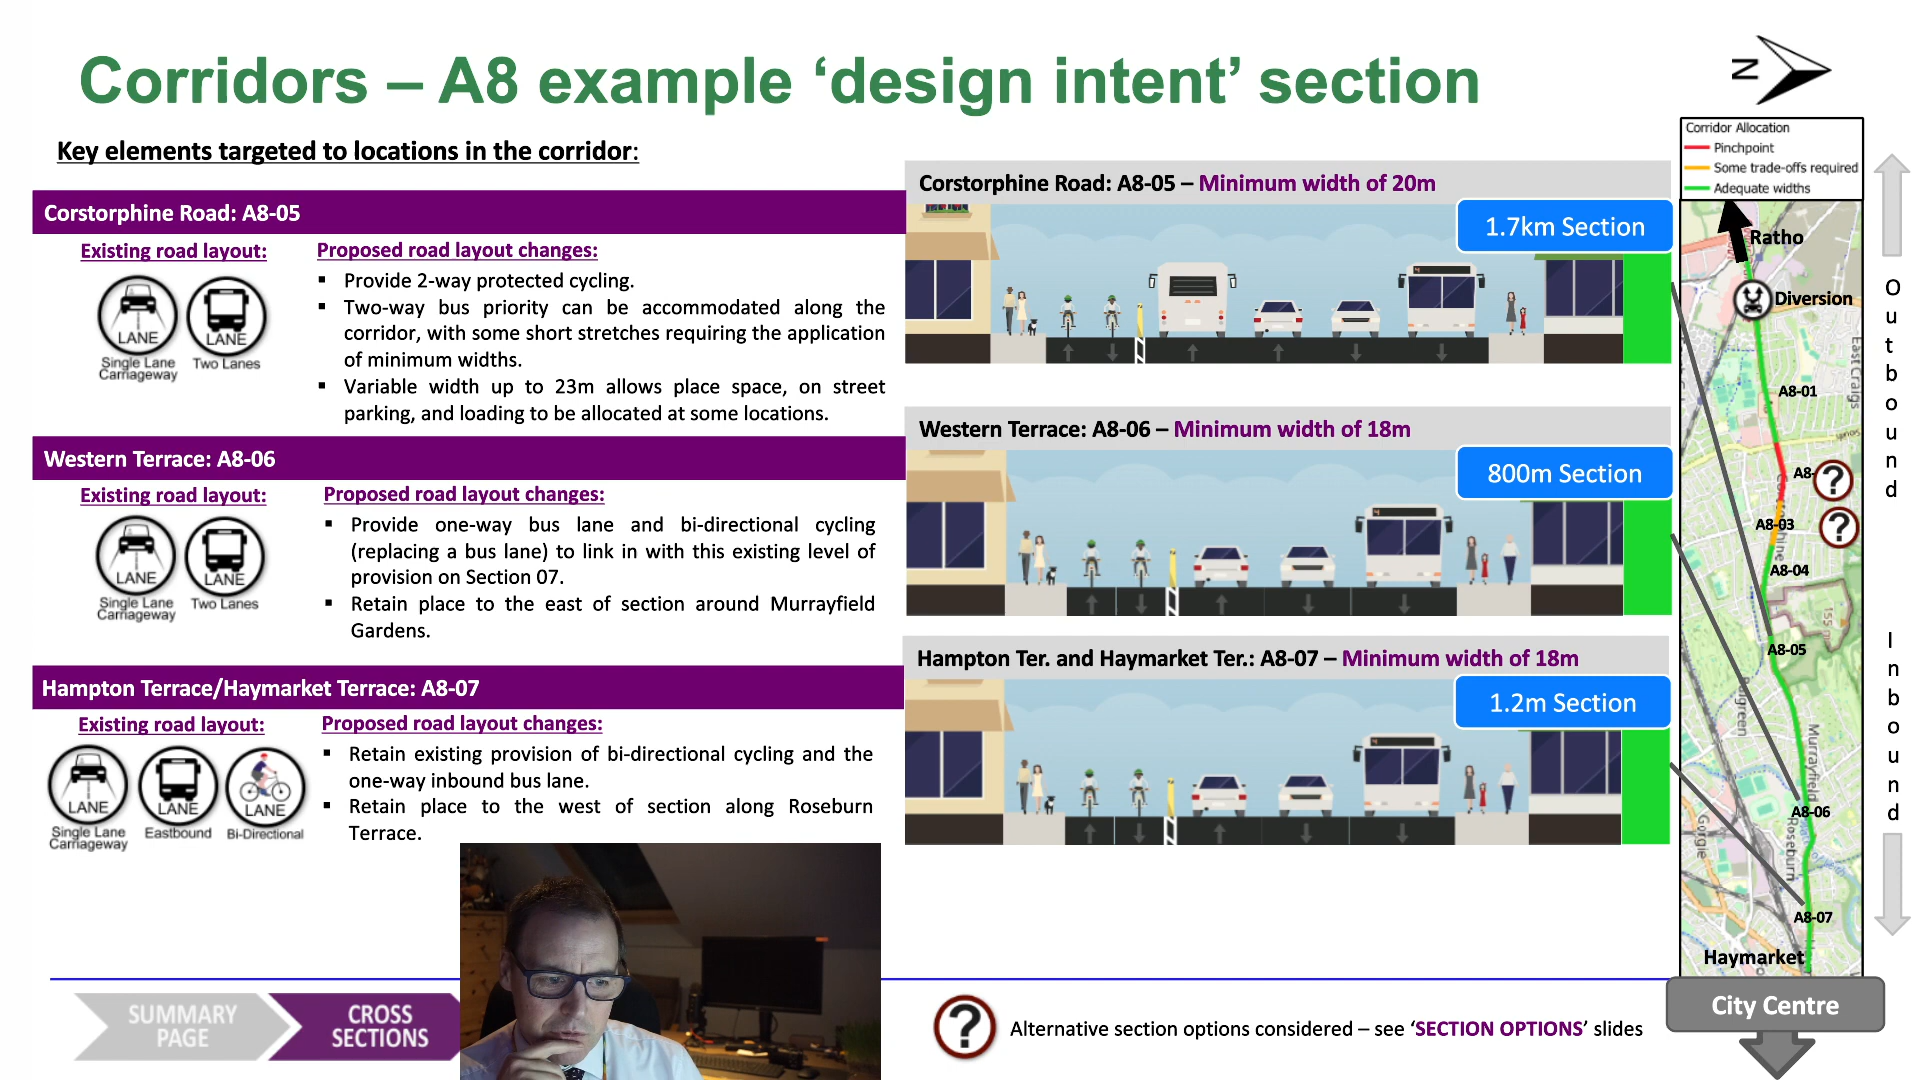 Corridors – A8 example ‘design intent’ section
N
Key elements targeted to locations in the corridor:
Corstorphine Road: A8-05
Existing road layout:
LANE
Single Lane
Carriageway
LANE
Two Lanes
Proposed road layout changes:
▪ Provide 2-way protected cycling.
▪ Two-way bus priority can be accommodated along the
corridor, with some short stretches requiring the application
of minimum widths.
▪ Variable width up to 23m allows place space, on street
parking, and loading to be allocated at some locations.
Western Terrace: A8-06
Existing road layout:
LANE
Single Lane
Carriageway
LANE
Two Lanes
Proposed road layout changes:
▪ Provide one-way bus lane and bi-directional cycling
(replacing a bus lane) to link in with this existing level of
provision on Section 07.
▪ Retain place to the east of section around Murrayfield
Gardens.
Hampton Terrace/Haymarket Terrace: A8-07
Existing road layout:
LANE
Single Lane
Carriageway
LANE
Eastbound
LANE
Bi-Directional
Proposed road layout changes:
▪ Retain existing provision of bi-directional cycling and the
one-way inbound bus lane.
▪ Retain place to the west of section along Roseburn
Terrace.
Corstorphine Road: A8-05 – Minimum width of 20m
1.7km Section
Western Terrace: A8-06 – Minimum width of 18m
800m Section
Hampton Ter. and Haymarket Ter.: A8-07 – Minimum width of 18m
1.2m Section
Corridor Allocation
Pinchpoint
Some trade-offs required
Adequate widths
Ratho
Diversion
East Craigs
A8-01
A8-
?
A8-03
?
A8-04
A8-05
Murrayfield
A8-06
Roseburn
Gorgie
A8-07
Haymarket
City Centre
Outbound
Inbound
SUMMARY
PAGE
CROSS
SECTIONS
? Alternative section options considered – see ‘SECTION OPTIONS’ slides